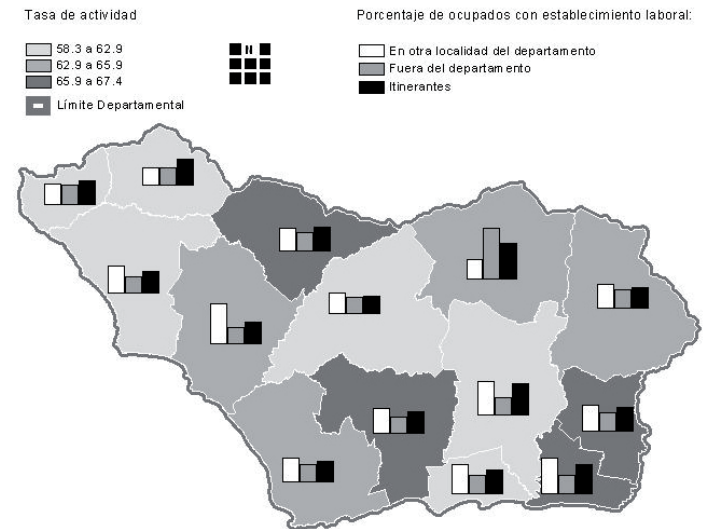 Tasa de actividad
58.3 a 62.9
62.9 a 65.9
65.9 a 67.4
Límite Departamental
N
Porcentaje de ocupados con establecimiento laboral:
En otra localidad del departamento
Fuera del departamento
Itinerantes